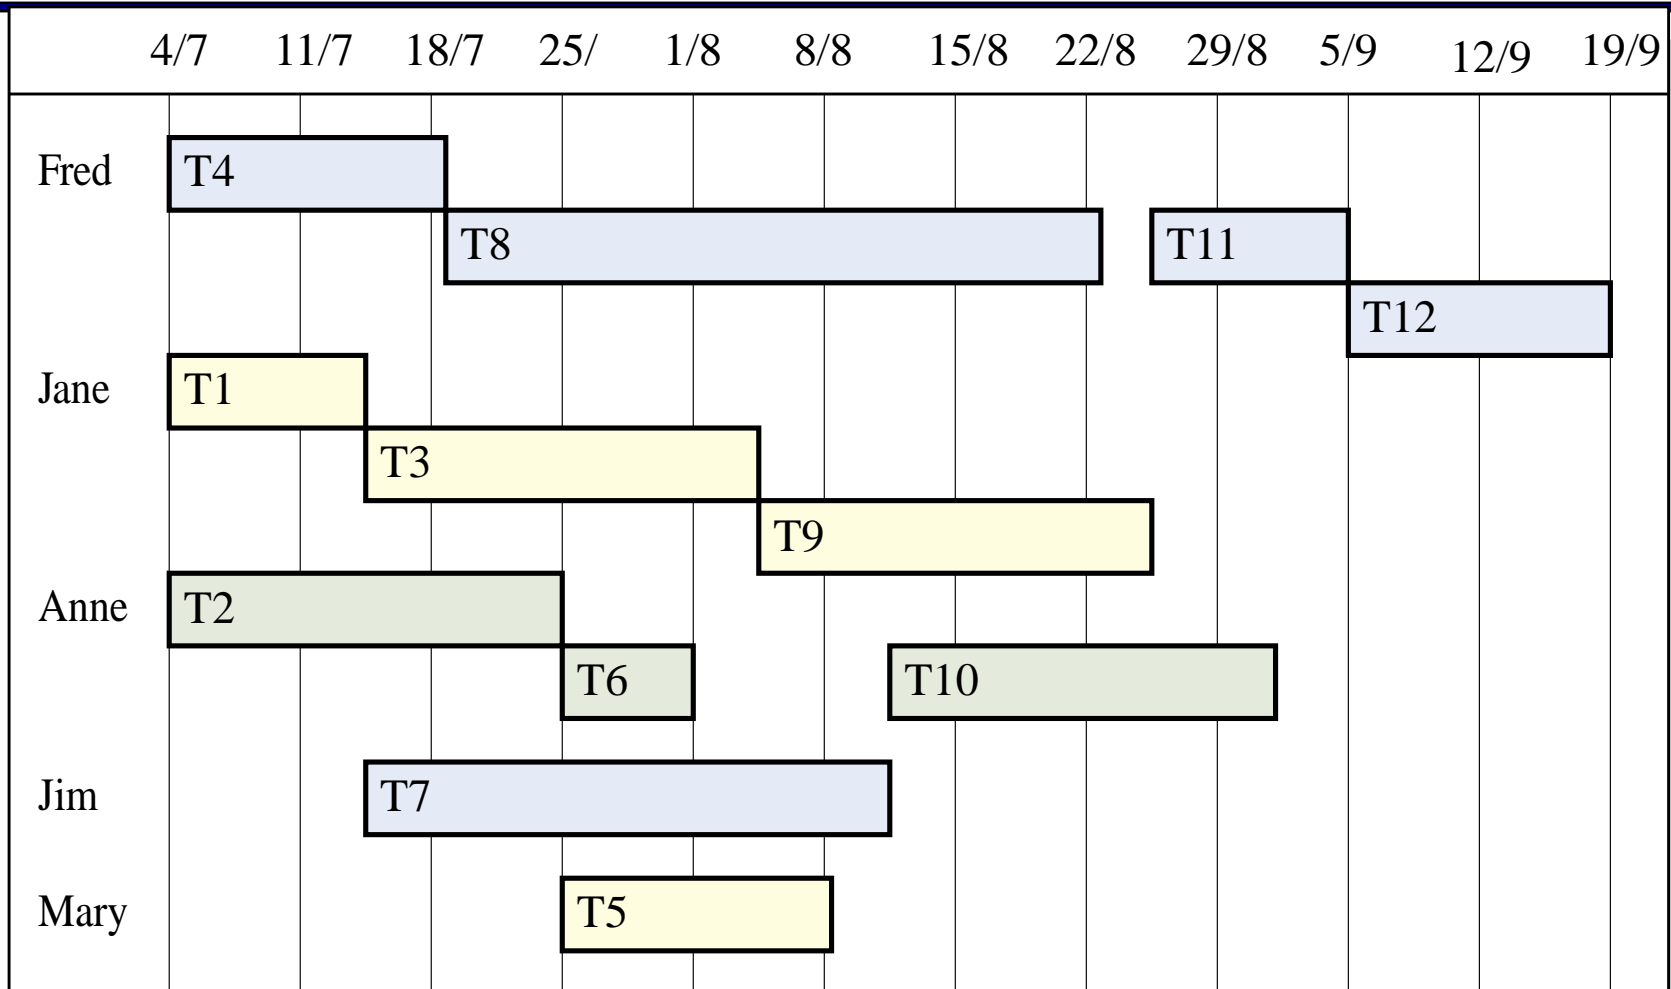 4/7 11/7 18/7 25/ 1/8 8/8 15/8 22/8 29/8 5/9 12/9 19/9
Fred T4
T8 T11
T12
Jane T1
T3
T9
Anne T2
T6 T10
Jim T7
Mary T5